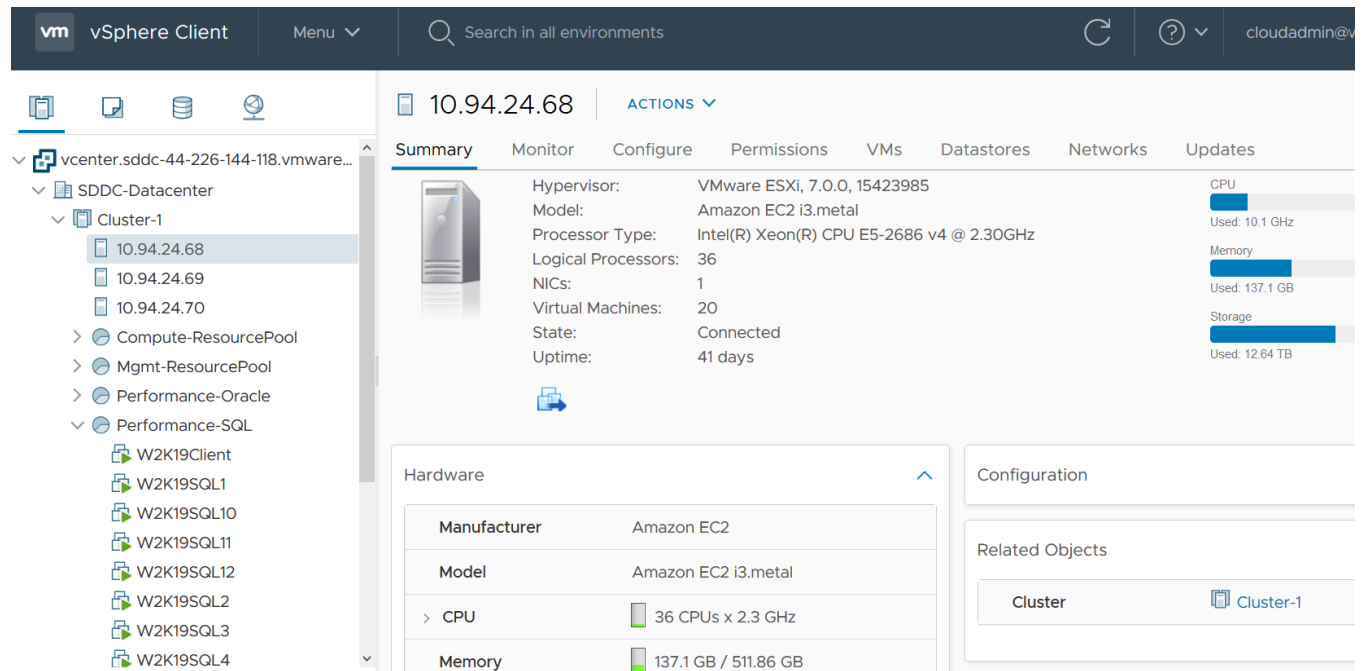 vm vSphere Client Menu Search in all environments cloudadmin@v
10.94.24.68 ACTIONS
vcenter.sddc-44-226-144-118.vmware...
SDDC-Datacenter
Cluster-1
10.94.24.68
10.94.24.69
10.94.24.70
Compute-ResourcePool
Mgmt-ResourcePool
Performance-Oracle
Performance-SQL
W2K19Client
W2K19SQL1
W2K19SQL10
W2K19SQL11
W2K19SQL12
W2K19SQL2
W2K19SQL3
W2K19SQL4
Summary Monitor Configure Permissions VMs Datastores Networks Updates
Hypervisor: VMware ESXi, 7.0.0, 15423985
Model: Amazon EC2 i3.metal
Processor Type: Intel(R) Xeon(R) CPU E5-2686 v4 @ 2.30GHz
Logical Processors: 36
NICs: 1
Virtual Machines: 20
State: Connected
Uptime: 41 days
CPU
Used: 10.1 GHz
Memory
Used: 137.1 GB
Storage
Used: 12.64 TB
Hardware
Manufacturer Amazon EC2
Model Amazon EC2 i3.metal
CPU 36 CPUs x 2.3 GHz
Memory 137.1 GB / 511.86 GB
Configuration
Related Objects
Cluster Cluster-1